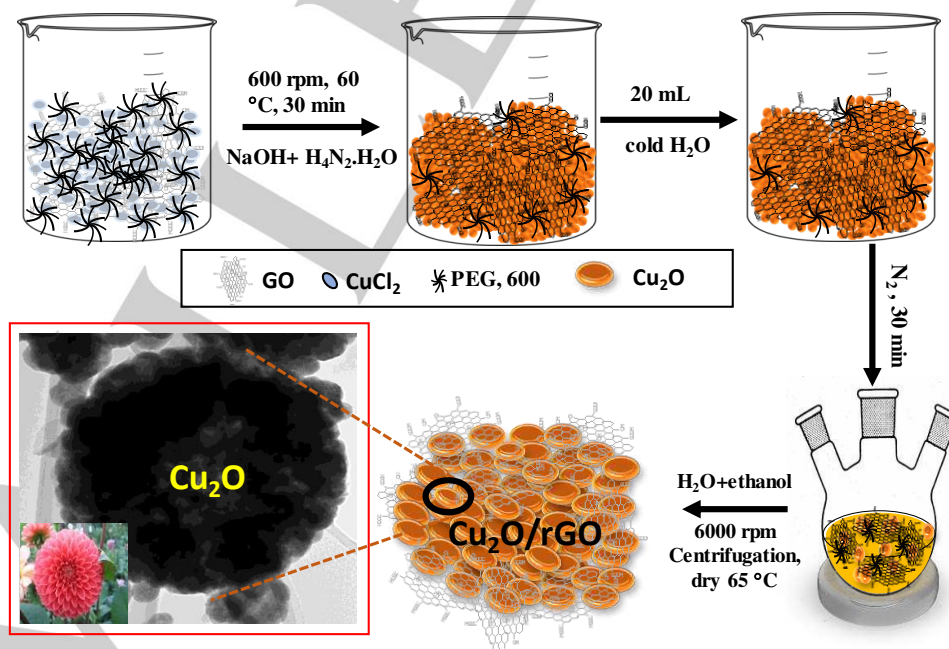 600 rpm, 60
°C, 30 min
NaOH+ H₄N₂.H₂O
20 mL
cold H₂O
GO
CuCl₂
PEG, 600
Cu₂O
N₂ , 30 min
Cu₂O
Cu₂O/rGO
H₂O+ethanol
6000 rpm
Centrifugation,
dry 65 °C